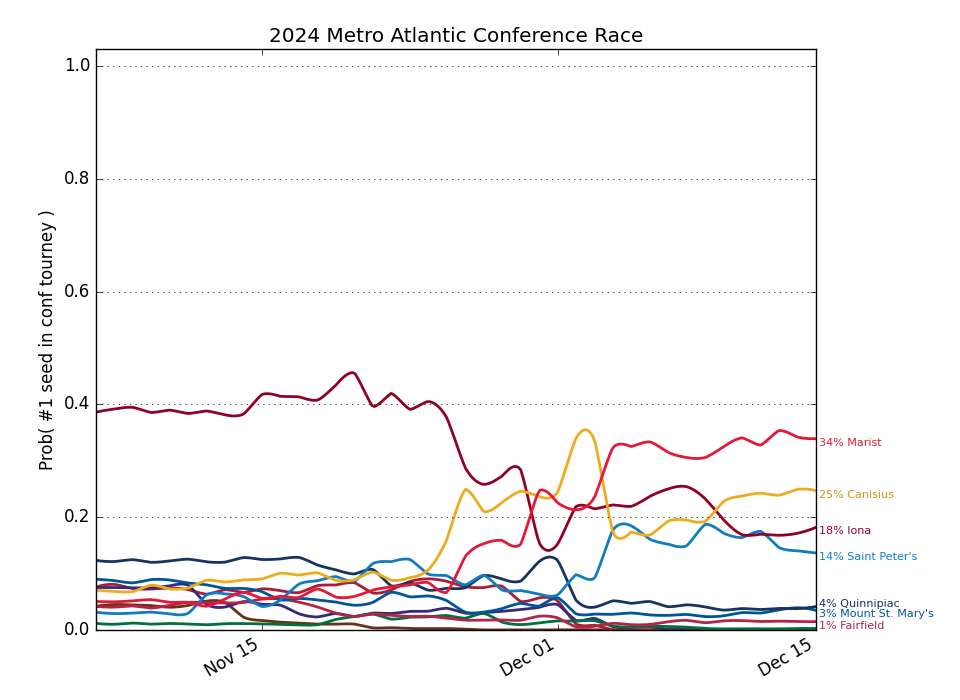 2024 Metro Atlantic Conference Race
Prob( #1 seed in conf tourney )
1.0
0.8
0.6
0.4
0.2
0.0
Nov 15
Dec 01
Dec 15
34% Marist
25% Canisius
18% Iona
14% Saint Peter's
4% Quinnipiac
3% Mount St. Mary's
1% Fairfield